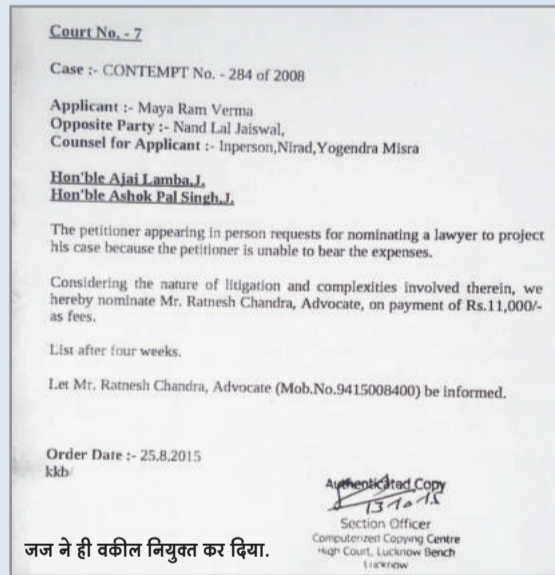 Court No. - 7
Case :- CONTEMPT No. - 284 of 2008
Applicant :- Maya Ram Verma
Opposite Party :- Nand Lal Jaiswal,
Counsel for Applicant :- Inperson,Nirad,Yogendra Misra
Hon'ble Ajai Lamba,J.
Hon'ble Ashok Pal Singh,J.
The petitioner appearing in person requests for nominating a lawyer to project
his case because the petitioner is unable to bear the expenses.
Considering the nature of litigation and complexities involved therein, we
hereby nominate Mr. Ratnesh Chandra, Advocate, on payment of Rs.11,000/-
as fees.
List after four weeks.
Let Mr. Ratnesh Chandra, Advocate (Mob.No.9415008400) be informed.
Order Date :- 25.8.2015
kkb/
Authenticated Copy
Section Officer
Computerized Copying Centre
High Court, Lucknow Bench
Lucknow
जज ने ही वकील नियुक्त कर दिया.